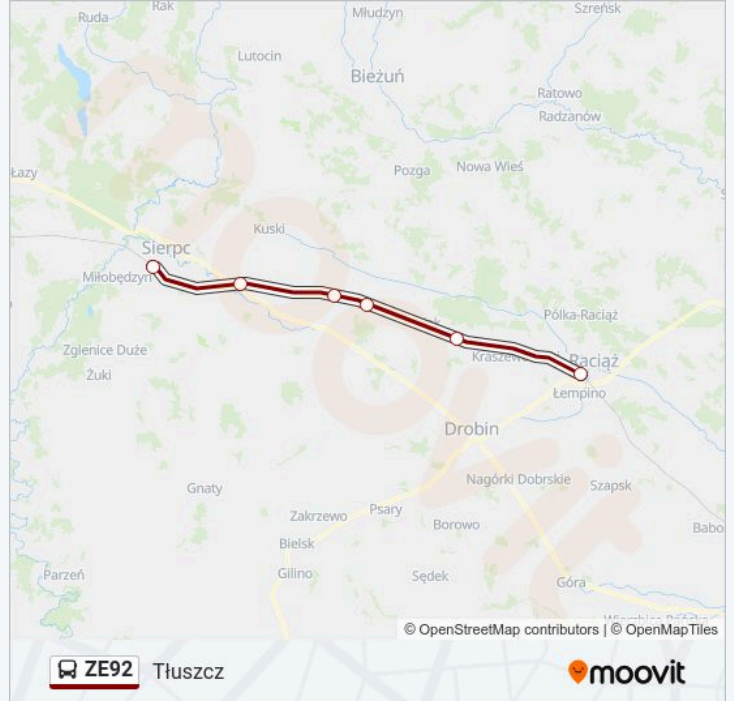 Ruda
Rak
Młudzyn
Szreńsk
Lutocin
Bieżuń
Ratowo
Radzanów
Łazy
Pozga
Nowa Wieś
Kuski
Sierpc
Miłobędzyn
Pólka-Raciąż
Zglenice Duże
Kraszewo
Raciąż
Żuki
Łempino
Drobin
Gnaty
Nagórki Dobrskie
Szapsk
Zakrzewo
Psary
Borowo
Babo
Bielsk
Parzeń
Gilino
Sędek
Góra
© OpenStreetMap contributors | © OpenMapTiles
ZE92 Tłuszcz
moovit